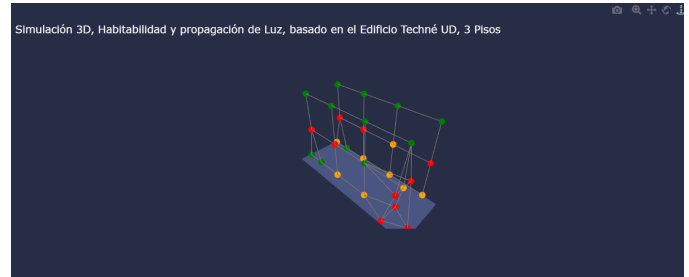 Simulación 3D, Habitabilidad y propagación de Luz, basado en el Edificio Techné UD, 3 Pisos